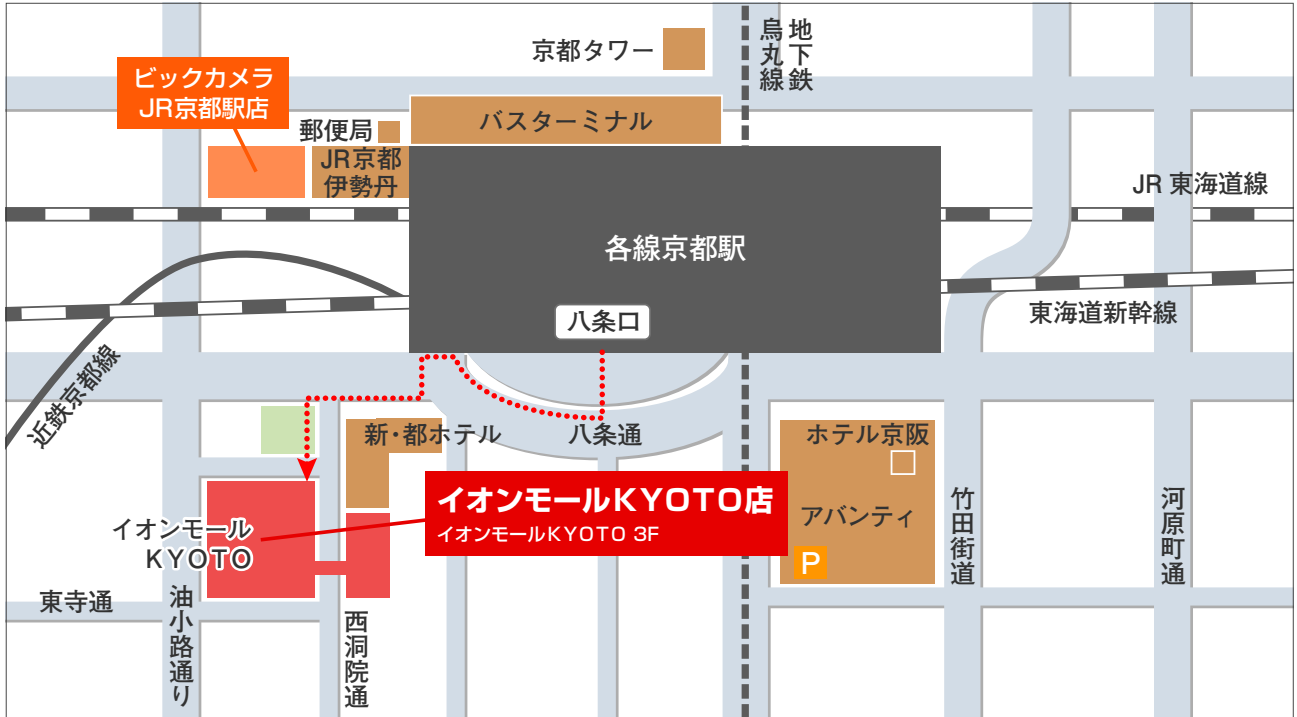 京都タワー
地下鉄
烏丸線
ビックカメラ
JR京都駅店
郵便局
バスターミナル
JR京都
伊勢丹
JR 東海道線
各線京都駅
八条口
東海道新幹線
近鉄京都線
新・都ホテル
八条通
ホテル京阪
イオンモールKYOTO店
イオンモールKYOTO 3F
アバンティ
P
イオンモール
KYOTO
竹田街道
河原町通
東寺通
油小路通り
西洞院通